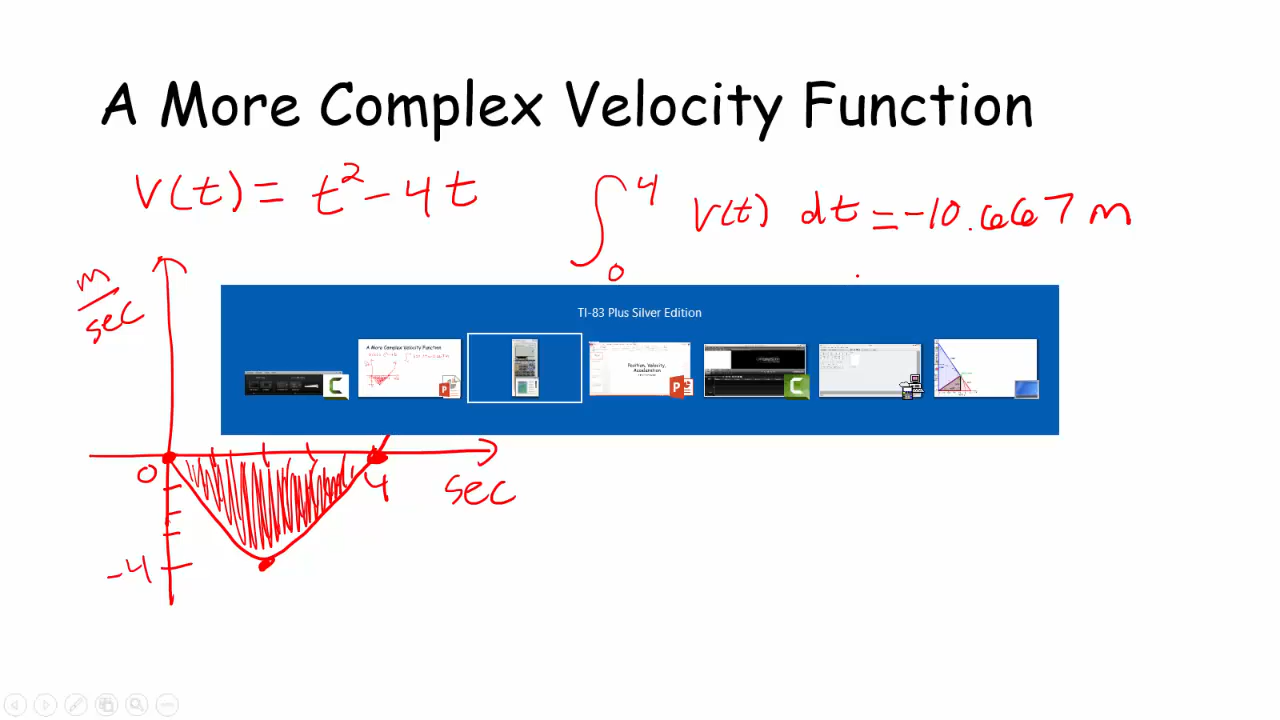 A More Complex Velocity Function
V(t) = t² - 4t
∫₀⁴ V(t) dt = -10.667 m
m/sec
TI-83 Plus Silver Edition
A More Complex Velocity Function
Position, Velocity,
Acceleration
0
4
sec
-4